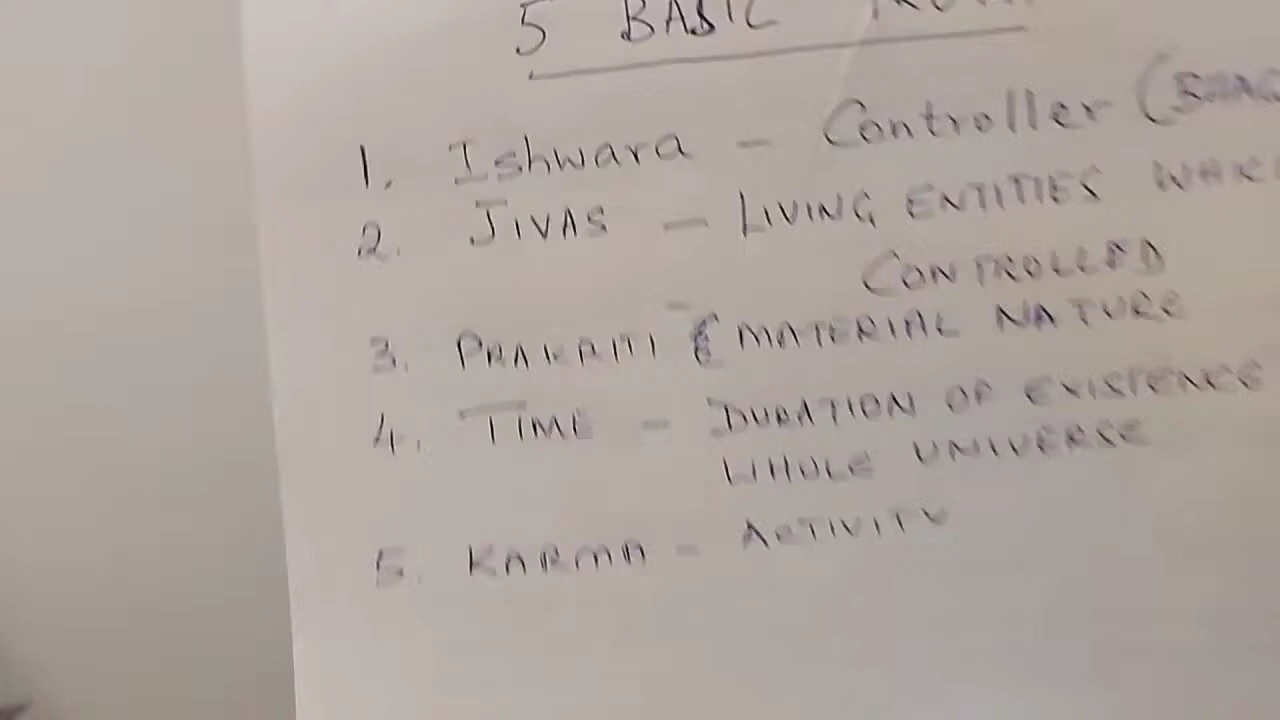 5 BASIC
1. Ishwara - Controller (
2. JIVAS - LIVING ENTITIES
CONTROLLED
3. PRAKRITI - (MATERIAL NATURE
4. TIME - DURATION OF EXISTENCE
WHOLE UNIVERSE
5. KARMA - ACTIVITY